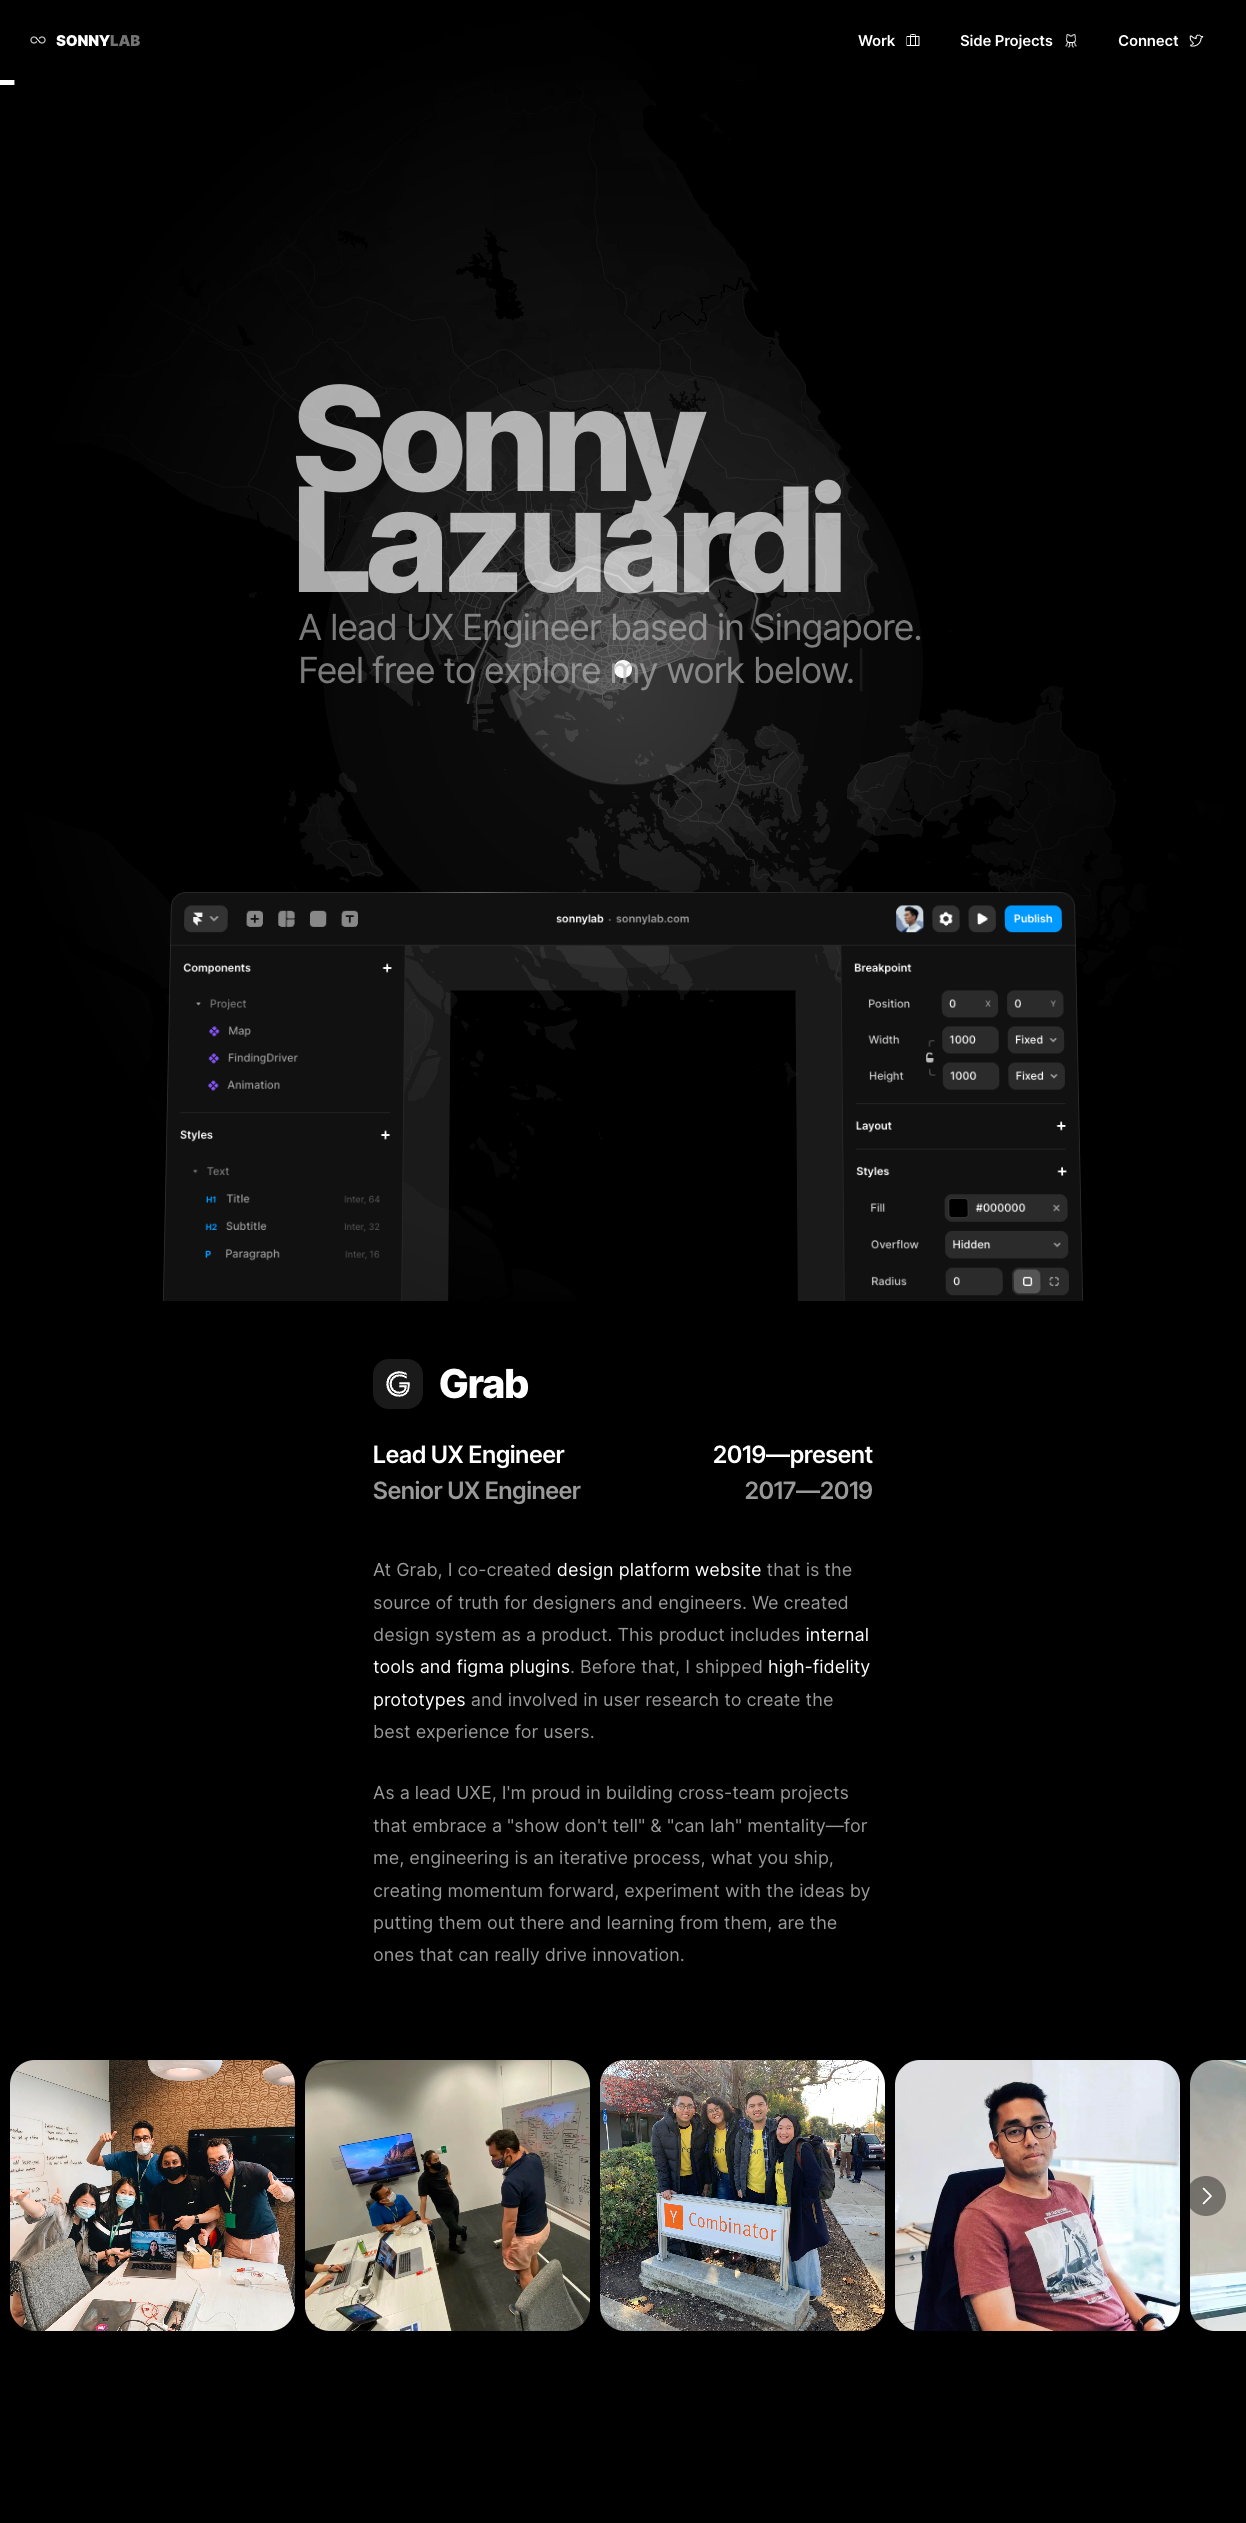 SONNYLAB
Work
Side Projects
Connect
Sonny
Lazuardi
A lead UX Engineer based in Singapore.
Feel free to explore my work below.
sonnylab - sonnylab.com
Publish
Components
Project
Map
FindingDriver
Animation
Styles
Text
H1 Title Inter, 64
H2 Subtitle Inter, 32
P Paragraph Inter, 16
Breakpoint
Position 0 X 0 Y
Width 1000 Fixed
Height 1000 Fixed
Layout
Styles
Fill #000000
Overflow Hidden
Radius 0
Grab
Lead UX Engineer 2019—present
Senior UX Engineer 2017—2019
At Grab, I co-created design platform website that is the
source of truth for designers and engineers. We created
design system as a product. This product includes internal
tools and figma plugins. Before that, I shipped high-fidelity
prototypes and involved in user research to create the
best experience for users.
As a lead UXE, I'm proud in building cross-team projects
that embrace a "show don't tell" & "can lah" mentality—for
me, engineering is an iterative process, what you ship,
creating momentum forward, experiment with the ideas by
putting them out there and learning from them, are the
ones that can really drive innovation.
Y Combinator